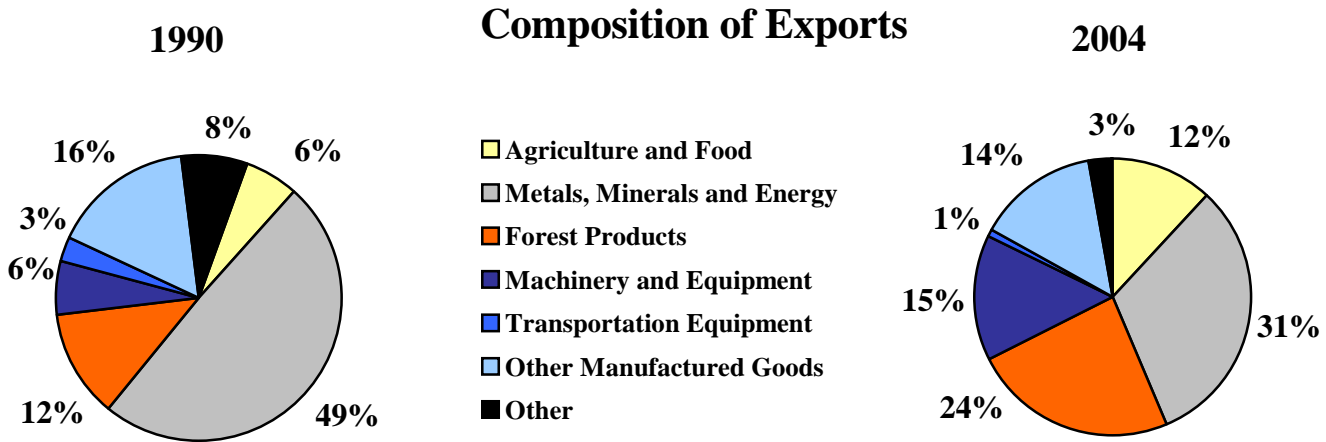 Composition of Exports
1990
8%
6%
16%
3%
6%
12%
49%
Agriculture and Food
Metals, Minerals and Energy
Forest Products
Machinery and Equipment
Transportation Equipment
Other Manufactured Goods
Other
2004
3%
12%
14%
1%
15%
31%
24%